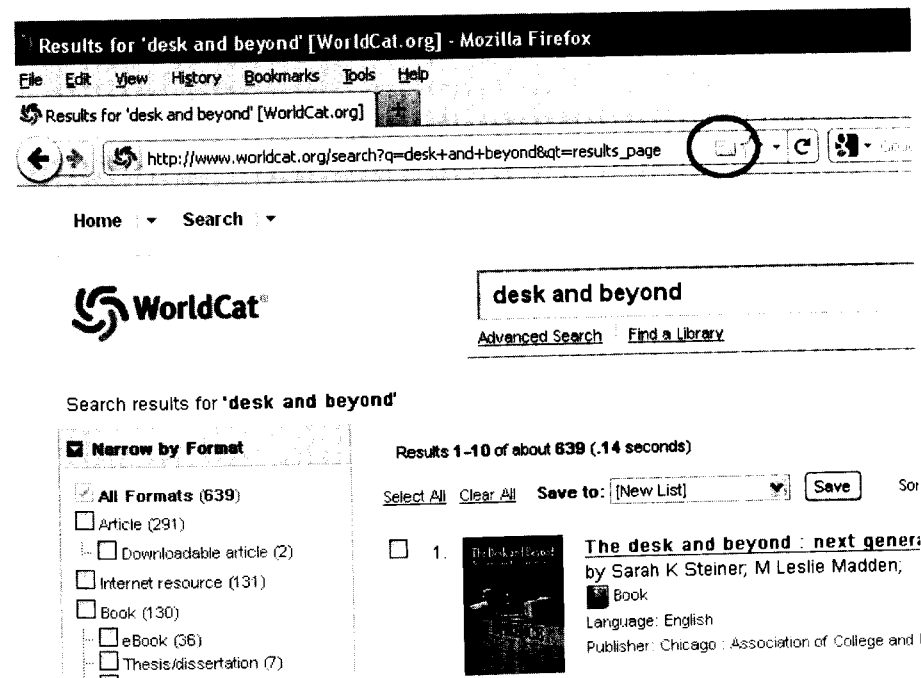 Results for 'desk and beyond' [WorldCat.org] - Mozilla Firefox
File Edit View History Bookmarks Tools Help
Results for 'desk and beyond' [WorldCat.org] +
http://www.worldcat.org/search?q=desk+and+beyond&qt=results_page
Home Search
WorldCat®
desk and beyond
Advanced Search Find a Library
Search results for 'desk and beyond'
Narrow by Format
All Formats (639)
Article (291)
Downloadable article (2)
Internet resource (131)
Book (130)
eBook (36)
Thesis/dissertation (7)
Results 1-10 of about 639 (.14 seconds)
Select All Clear All Save to: [New List] Save Sor
1. The Desk and Beyond
The desk and beyond : next genera
by Sarah K Steiner; M Leslie Madden;
Book
Language: English
Publisher: Chicago : Association of College and